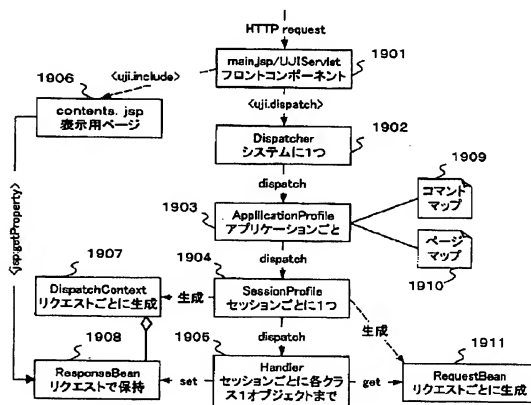 HTTP request
1901
main.jsp/UJIServlet
フロントコンポーネント
1906
<uji.include>
contents. jsp
表示用ページ
<uji.dispatch>
1902
Dispatcher
システムに1つ
1909
コマンド
マップ
dispatch
1903
ApplicationProfile
アプリケーションごと
ページ
マップ
1910
<jsp:getProperty>
dispatch
1907
1904
DispatchContext
リクエストごとに生成
生成
SessionProfile
セッションごとに1つ
生成
1908
1905
dispatch
1911
ResponseBean
リクエストで保持
set
Handler
セッションごとに各クラ
ス1オブジェクトまで
get
RequestBean
リクエストごとに生成